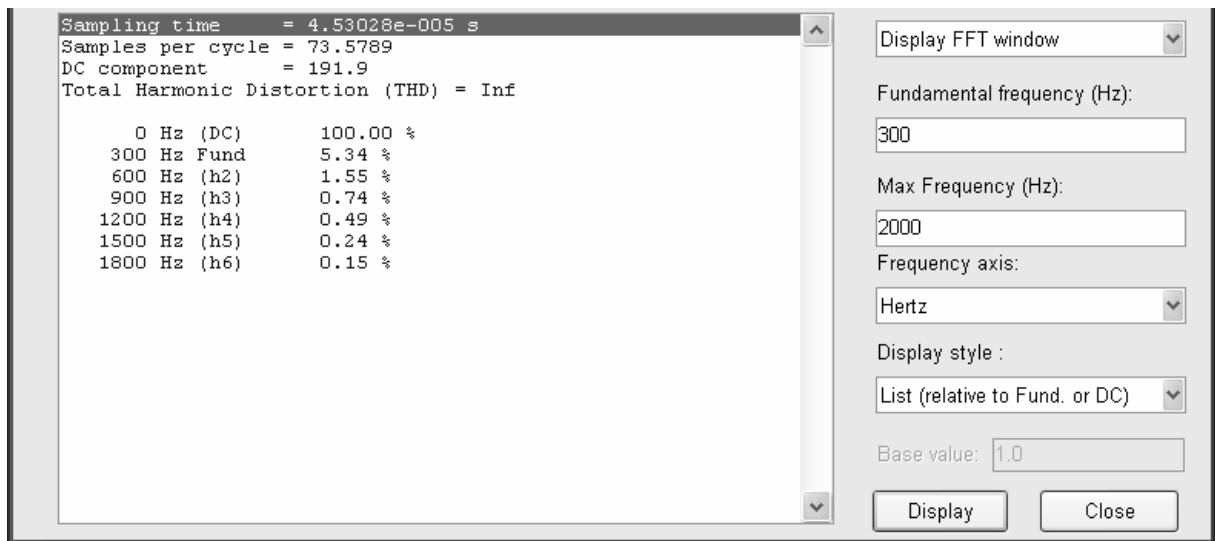 Sampling time = 4.53028e-005 s
Samples per cycle = 73.5789
DC component = 191.9
Total Harmonic Distortion (THD) = Inf
0 Hz (DC) 100.00 %
300 Hz Fund 5.34 %
600 Hz (h2) 1.55 %
900 Hz (h3) 0.74 %
1200 Hz (h4) 0.49 %
1500 Hz (h5) 0.24 %
1800 Hz (h6) 0.15 %
Display FFT window
Fundamental frequency (Hz):
300
Max Frequency (Hz):
2000
Frequency axis:
Hertz
Display style :
List (relative to Fund. or DC)
Base value: 1.0
Display
Close